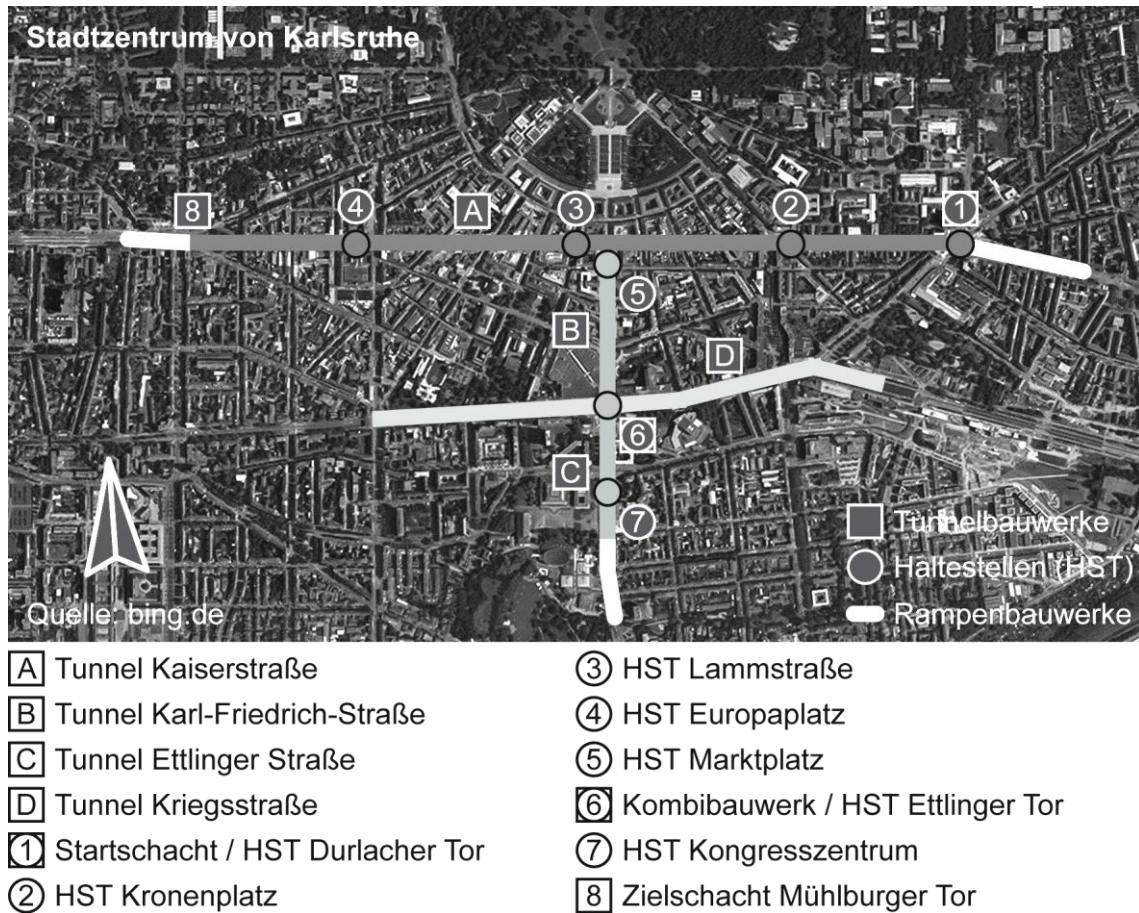 Stadtzentrum von Karlsruhe
8
4
A
3
2
1
5
B
D
6
C
7
Tunnelbauwerke
Haltestellen (HST)
Quelle: bing.de
Rampenbauwerke
A Tunnel Kaiserstraße
B Tunnel Karl-Friedrich-Straße
C Tunnel Ettlinger Straße
D Tunnel Kriegsstraße
1 Startschacht / HST Durlacher Tor
2 HST Kronenplatz
3 HST Lammstraße
4 HST Europaplatz
5 HST Marktplatz
6 Kombibauwerk / HST Ettlinger Tor
7 HST Kongresszentrum
8 Zielschacht Mühlburger Tor